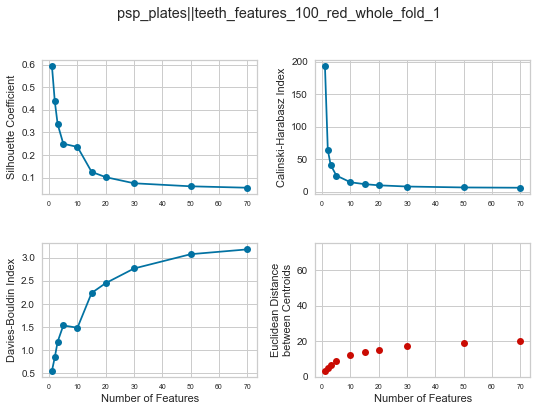 psp_plates||teeth_features_100_red_whole_fold_1
Silhouette Coefficient
0.6
0.5
0.4
0.3
0.2
0.1
0 10 20 30 40 50 60 70
Calinski-Harabasz Index
200
150
100
50
0
0 10 20 30 40 50 60 70
Davies-Bouldin Index
3.0
2.5
2.0
1.5
1.0
0.5
0 10 20 30 40 50 60 70
Number of Features
Euclidean Distance
between Centroids
60
40
20
0
0 10 20 30 40 50 60 70
Number of Features